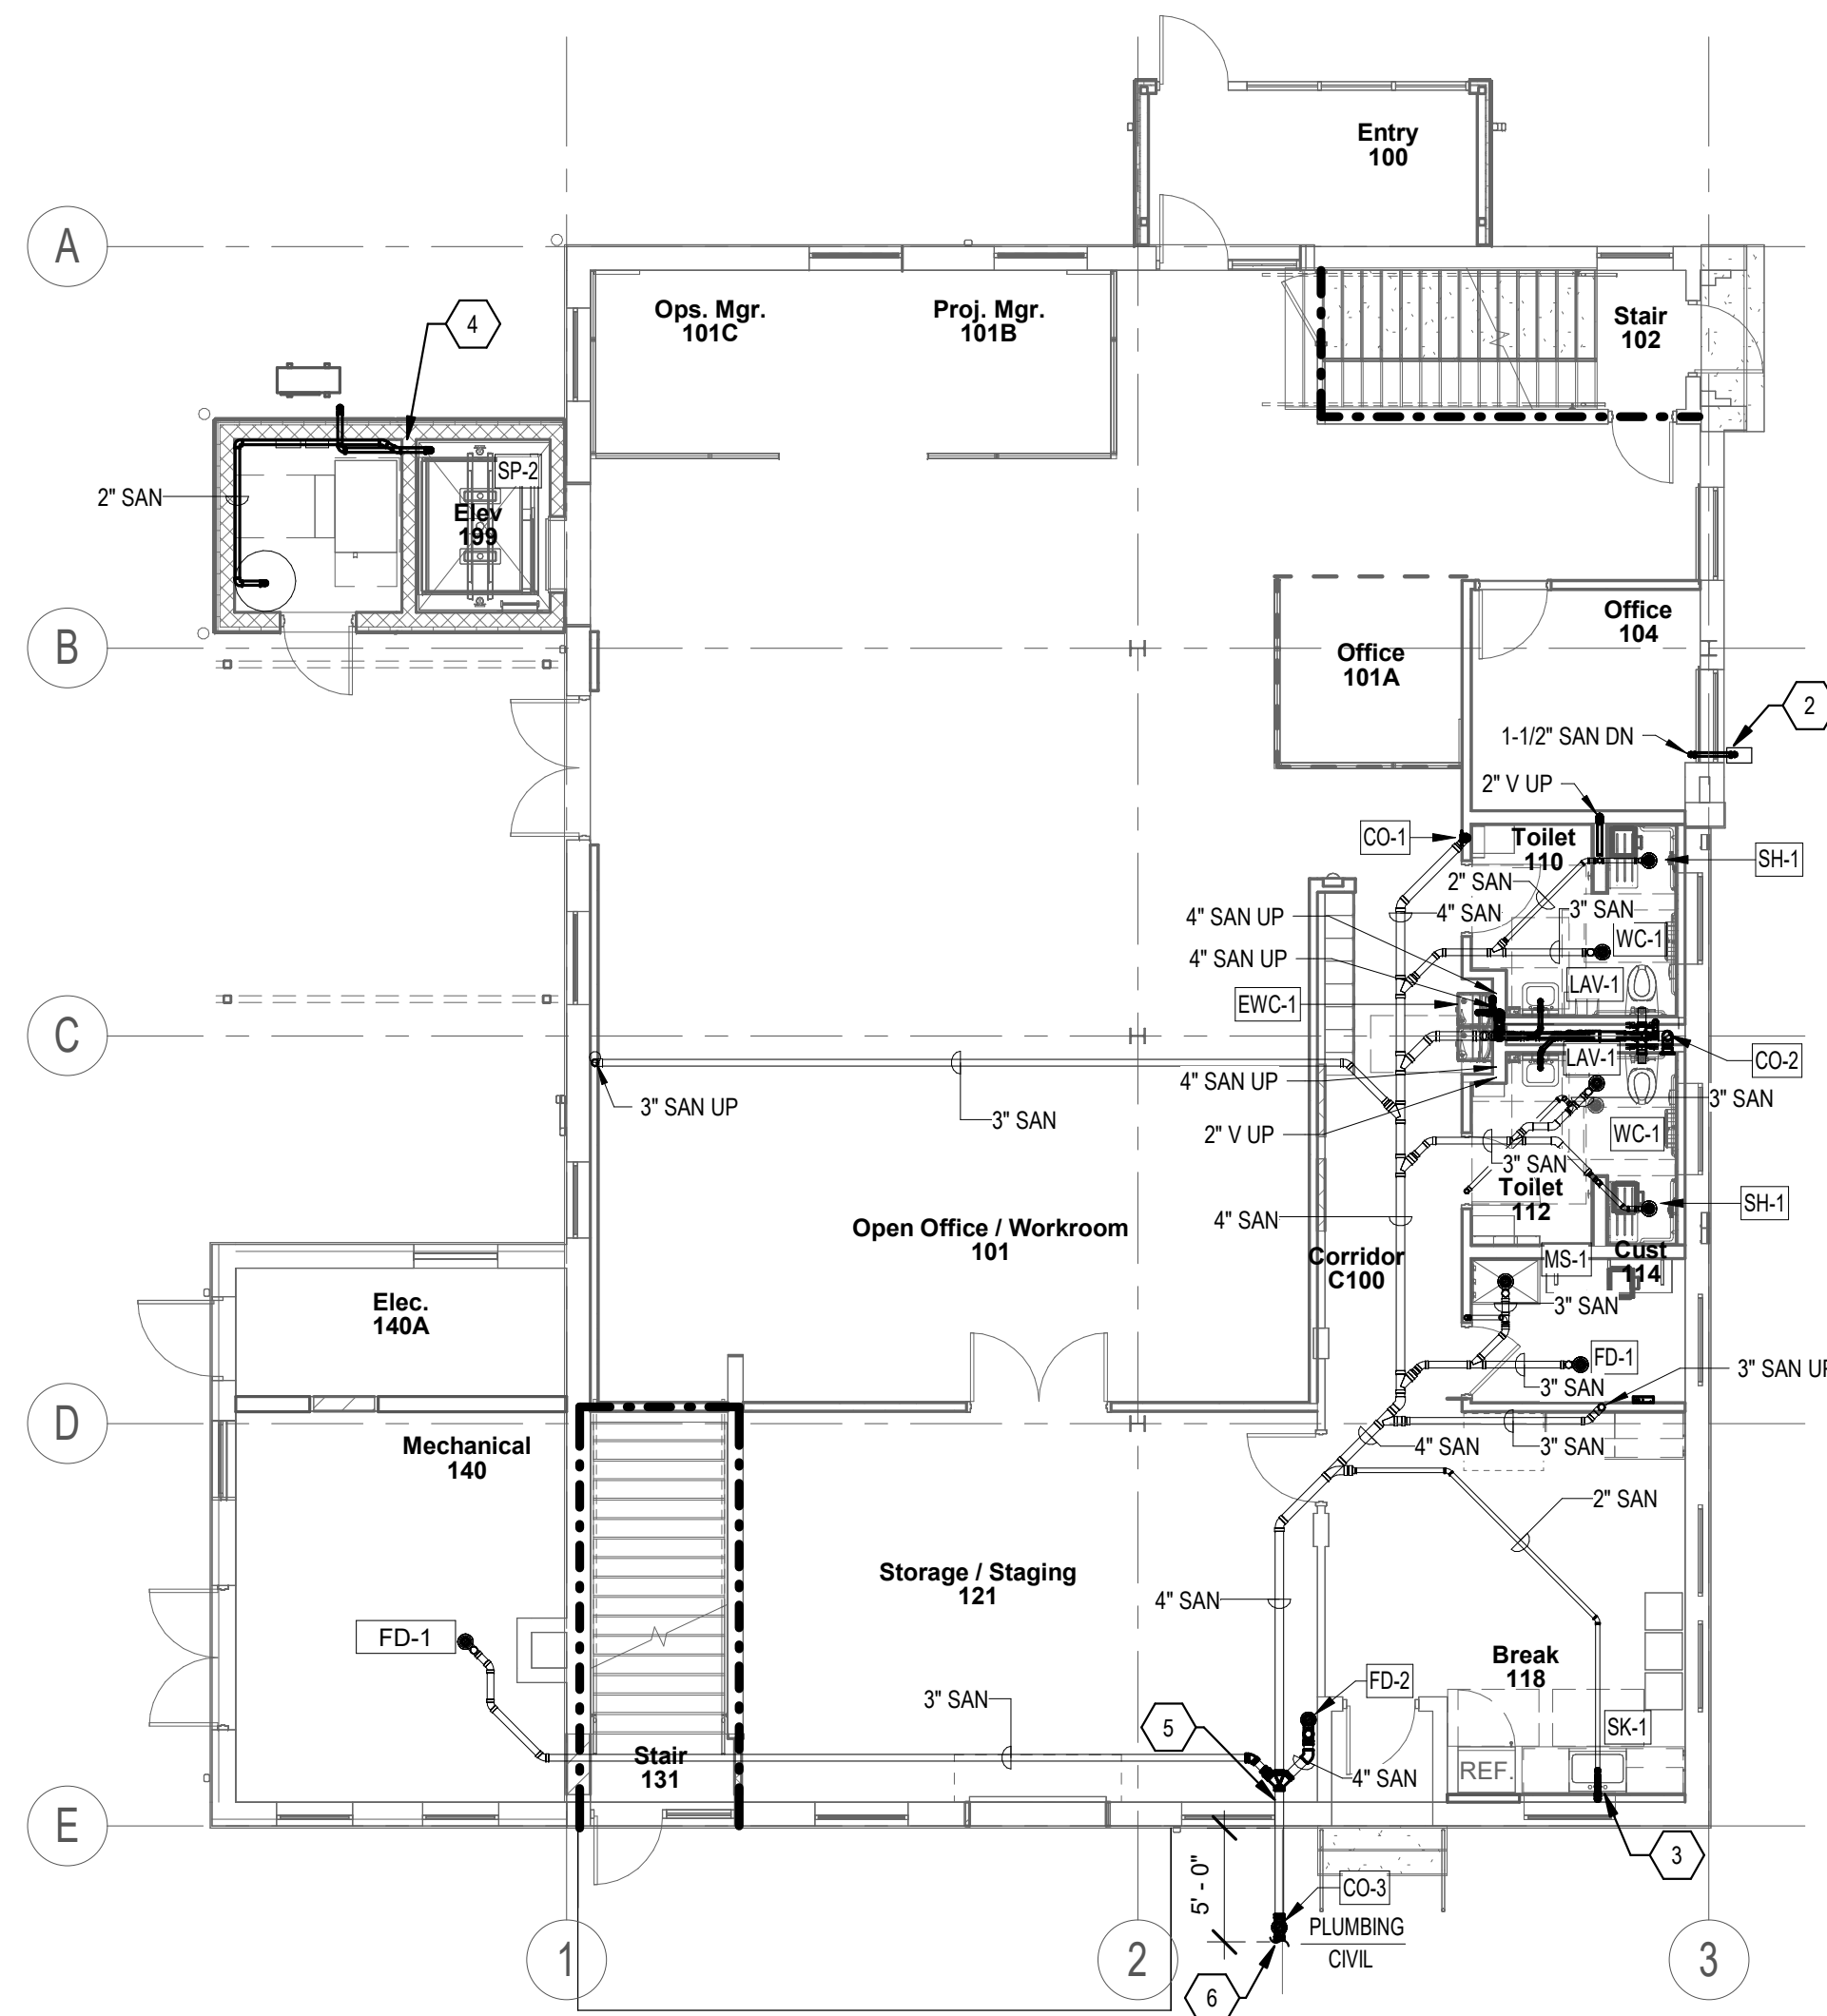 Entry
100
A
Ops. Mgr.
101C
Proj. Mgr.
101B
Stair
102
4
SP-2
2" SAN
Elev
199
B
Office
104
Office
101A
2
1-1/2" SAN DN
2" V UP
CO-1
Toilet
110
SH-1
2" SAN
4" SAN
3" SAN
4" SAN UP
WC-1
4" SAN UP
LAV-1
EWC-1
C
LAV-1
CO-2
4" SAN UP
3" SAN UP
3" SAN
3" SAN
2" V UP
WC-1
3" SAN
Toilet
112
SH-1
4" SAN
Open Office / Workroom
101
Corridor
C100
MS-1
Cust
114
Elec.
140A
3" SAN
FD-1
3" SAN UP
3" SAN
D
Mechanical
140
4" SAN
3" SAN
2" SAN
Storage / Staging
121
4" SAN
FD-1
Break
118
FD-2
3" SAN
5
SK-1
Stair
131
4" SAN
REF.
E
3
5' - 0"
CO-3
PLUMBING
CIVIL
1
2
3
6